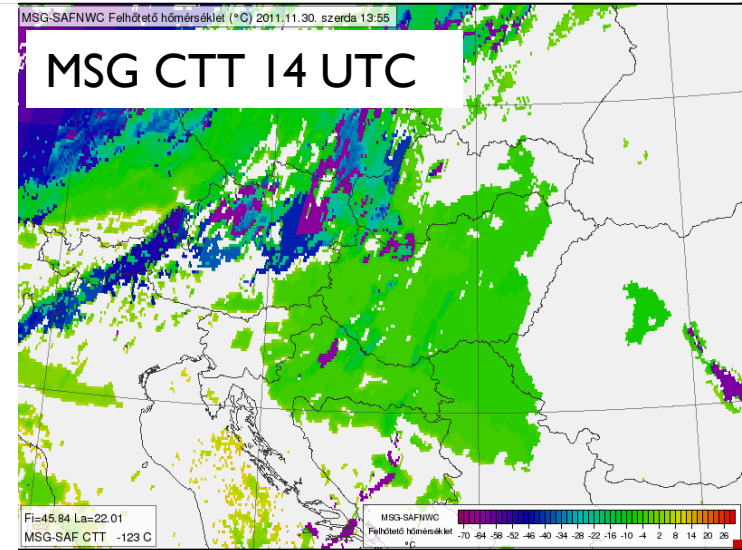 MSG-SAFNWC Felhőtető hőmérséklet (°C) 2011.11.30. szerda 13:55
MSG CTT 14 UTC
Fi=45.84 La=22.01
MSG-SAF CTT -123 C
MSG-SAFNWC
Felhőtető hőmérséklet
°C
-70 -64 -58 -52 -46 -40 -34 -28 -22 -16 -10 -4 2 8 14 20 26